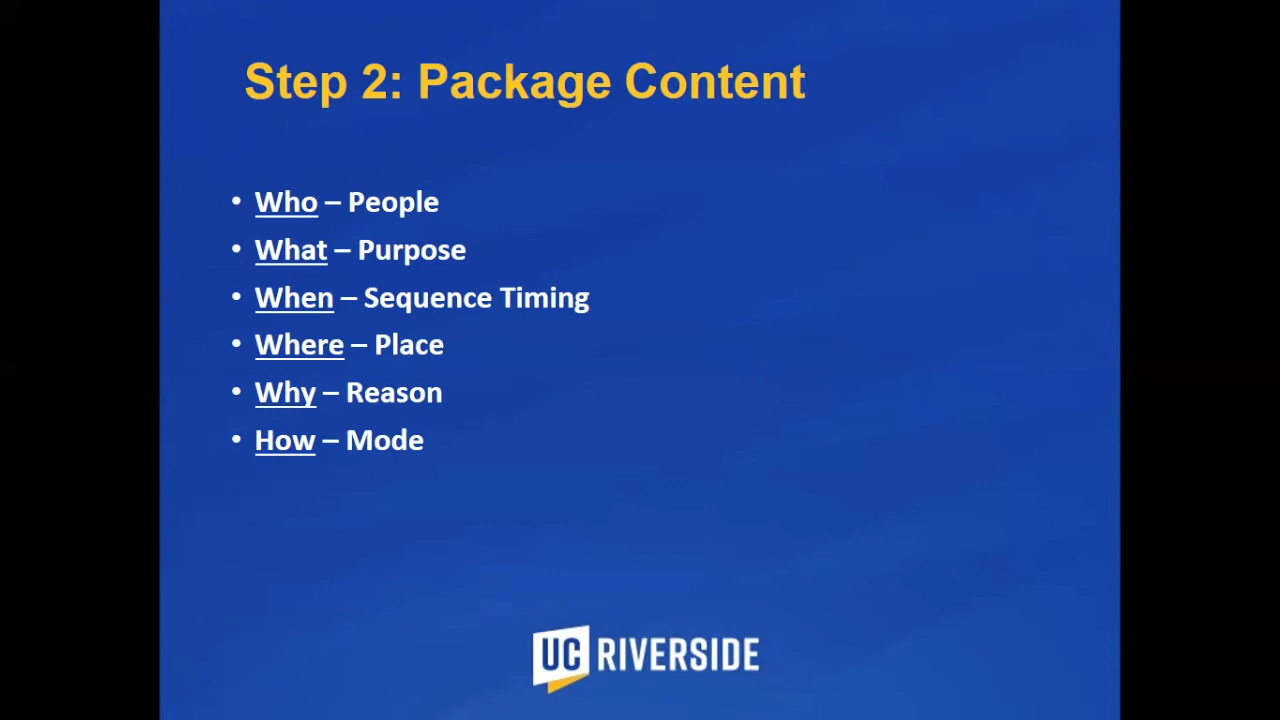 Step 2: Package Content
• Who – People
• What – Purpose
• When – Sequence Timing
• Where – Place
• Why – Reason
• How – Mode
UC RIVERSIDE